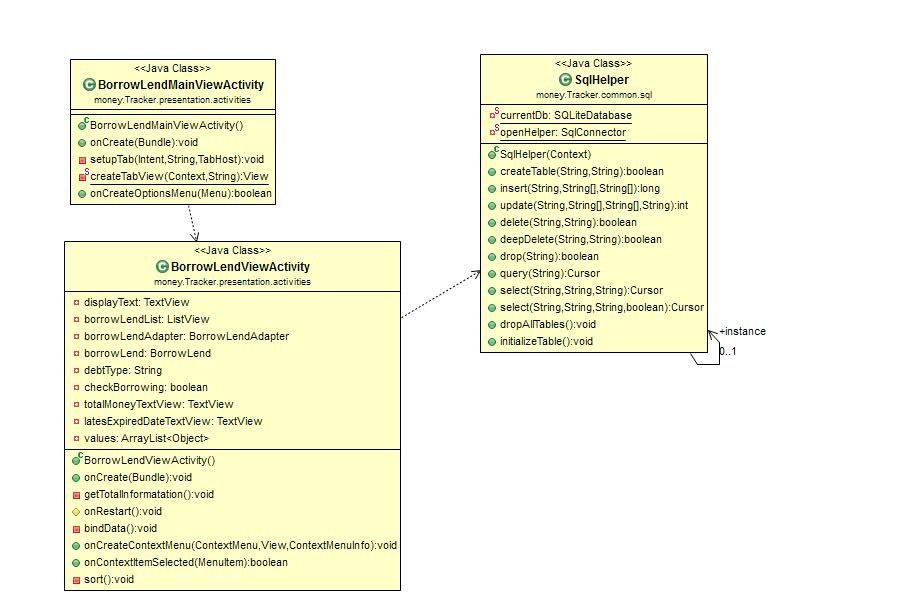 <<Java Class>>
BorrowLendMainViewActivity
money.Tracker.presentation.activities
BorrowLendMainViewActivity()
onCreate(Bundle):void
setupTab(Intent,String,TabHost):void
createTabView(Context,String):View
onCreateOptionsMenu(Menu):boolean
<<Java Class>>
BorrowLendViewActivity
money.Tracker.presentation.activities
displayText: TextView
borrowLendList: ListView
borrowLendAdapter: BorrowLendAdapter
borrowLend: BorrowLend
debtType: String
checkBorrowing: boolean
totalMoneyTextView: TextView
latesExpiredDateTextView: TextView
values: ArrayList<Object>
BorrowLendViewActivity()
onCreate(Bundle):void
getTotalInformatation():void
onRestart():void
bindData():void
onCreateContextMenu(ContextMenu,View,ContextMenuInfo):void
onContextItemSelected(MenuItem):boolean
sort():void
<<Java Class>>
SqlHelper
money.Tracker.common.sql
currentDb: SQLiteDatabase
openHelper: SqlConnector
SqlHelper(Context)
createTable(String,String):boolean
insert(String,String[],String[]):long
update(String,String[],String[],String):int
delete(String,String):boolean
deepDelete(String,String):boolean
drop(String):boolean
query(String):Cursor
select(String,String,String):Cursor
select(String,String,String,boolean):Cursor
dropAllTables():void
initializeTable():void
+instance
0..1